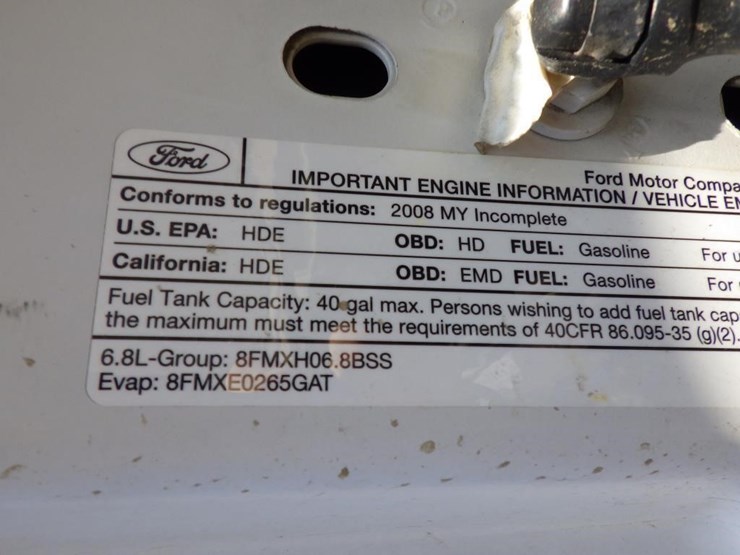 Ford
Ford Motor
IMPORTANT ENGINE INFORMATION / VEHICLE
Conforms to regulations: 2008 MY Incomplete
U.S. EPA: HDE OBD: HD FUEL: Gasoline For
California: HDE OBD: EMD FUEL: Gasoline For
Fuel Tank Capacity: 40 gal max. Persons wishing to add fuel tank cap
the maximum must meet the requirements of 40CFR 86.095-35 (g)(2).
6.8L-Group: 8FMXH06.8BSS
Evap: 8FMXE0265GAT